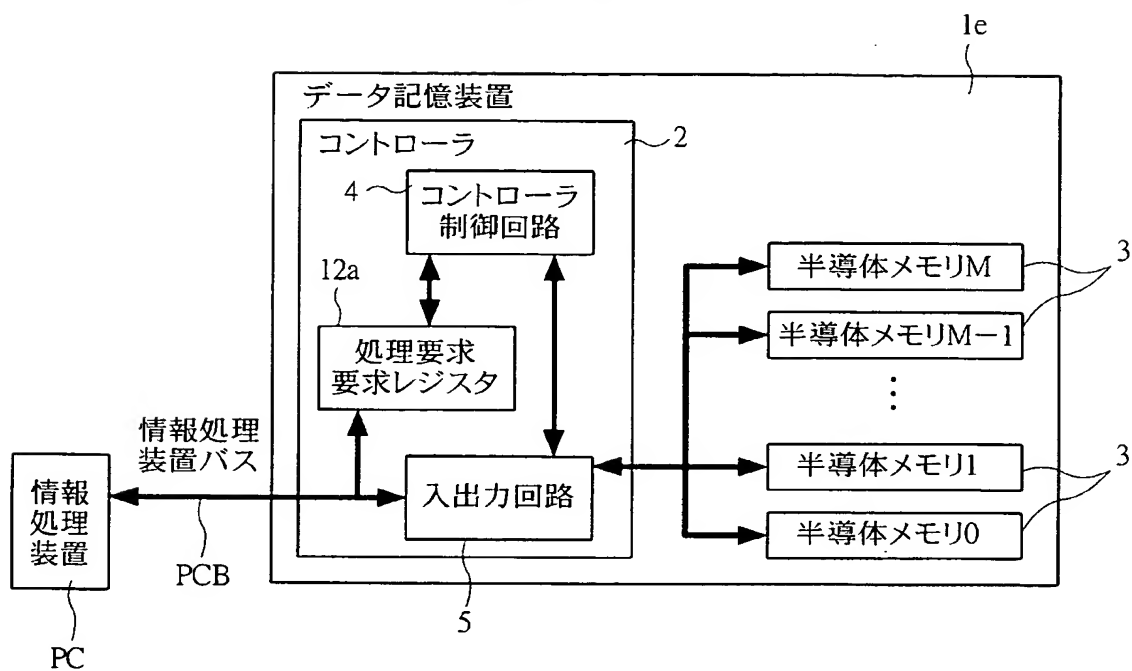 1e
データ記憶装置
コントローラ
2
4
コントローラ
制御回路
12a
処理要求
要求レジスタ
半導体メモリM
3
半導体メモリM-1
⋮
情報処理
装置バス
情報
処理
装置
入出力回路
半導体メモリ1
3
半導体メモリ0
PCB
5
PC